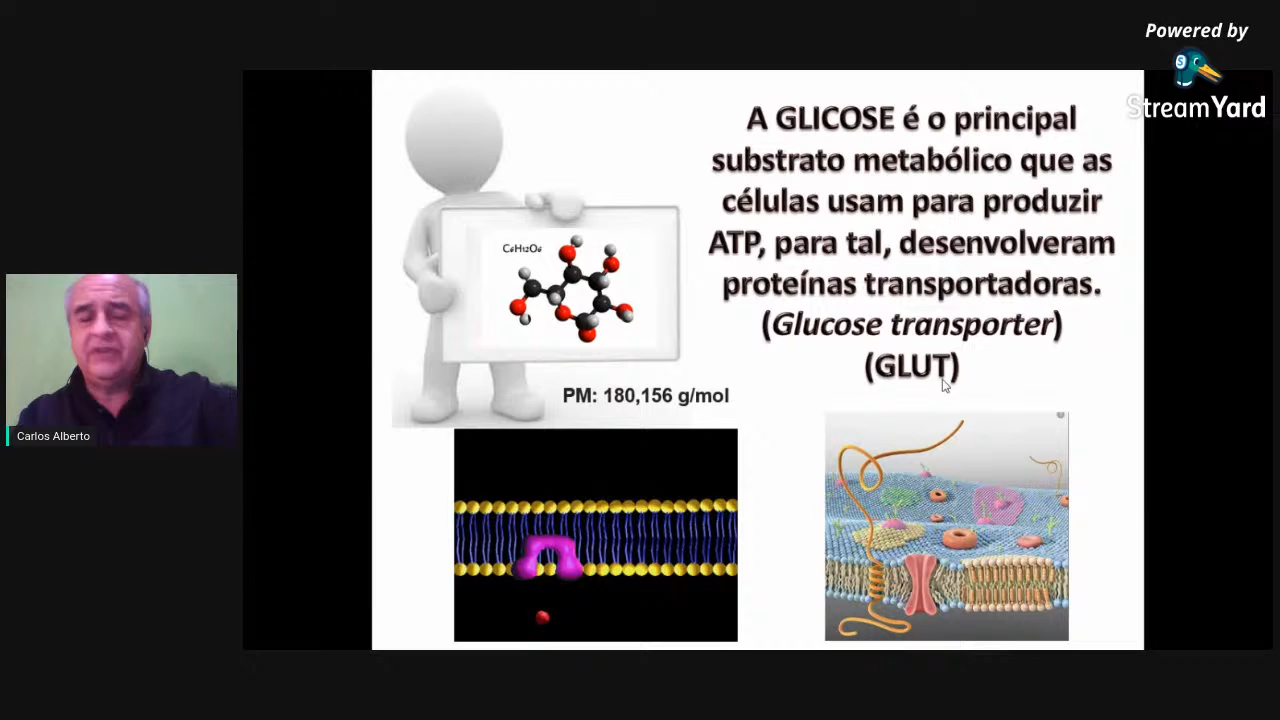 Powered by
StreamYard
A GLICOSE é o principal
substrato metabólico que as
células usam para produzir
ATP, para tal, desenvolveram
proteínas transportadoras.
(Glucose transporter)
(GLUT)
C₆H₁₂O₆
PM: 180,156 g/mol
Carlos Alberto